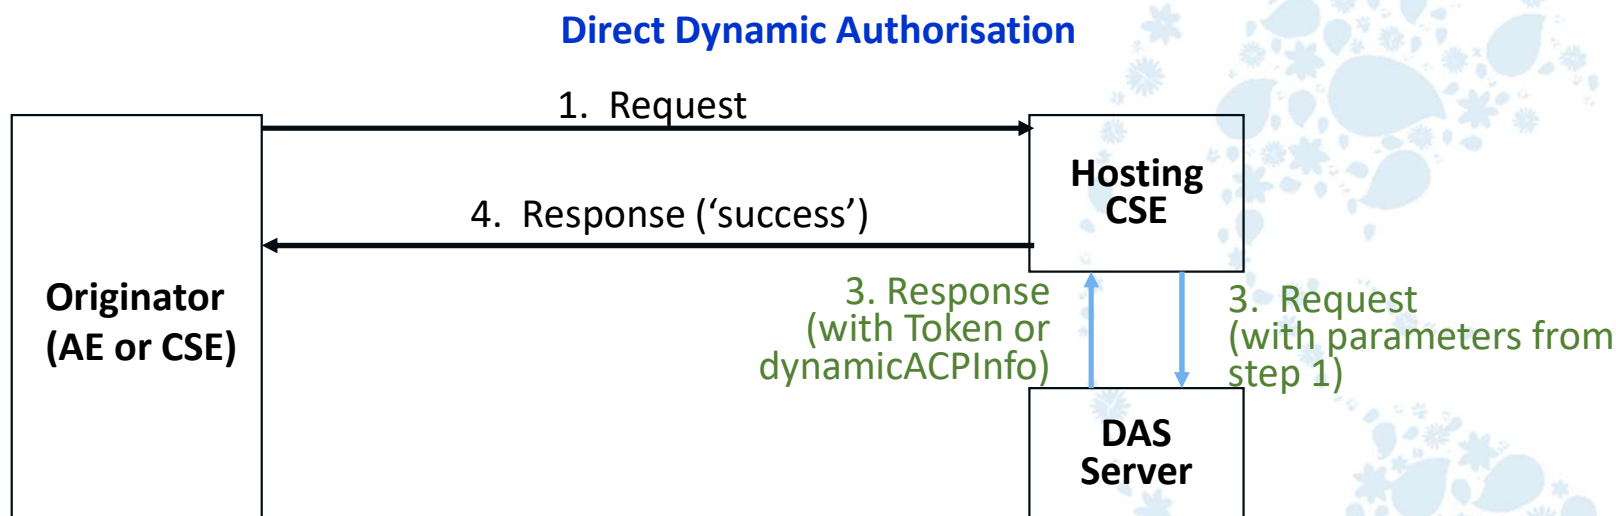 Direct Dynamic Authorisation
1. Request
Hosting
CSE
4. Response (‘success’)
Originator
(AE or CSE)
3. Response
(with Token or
dynamicACPInfo)
3. Request
(with parameters from
step 1)
DAS
Server